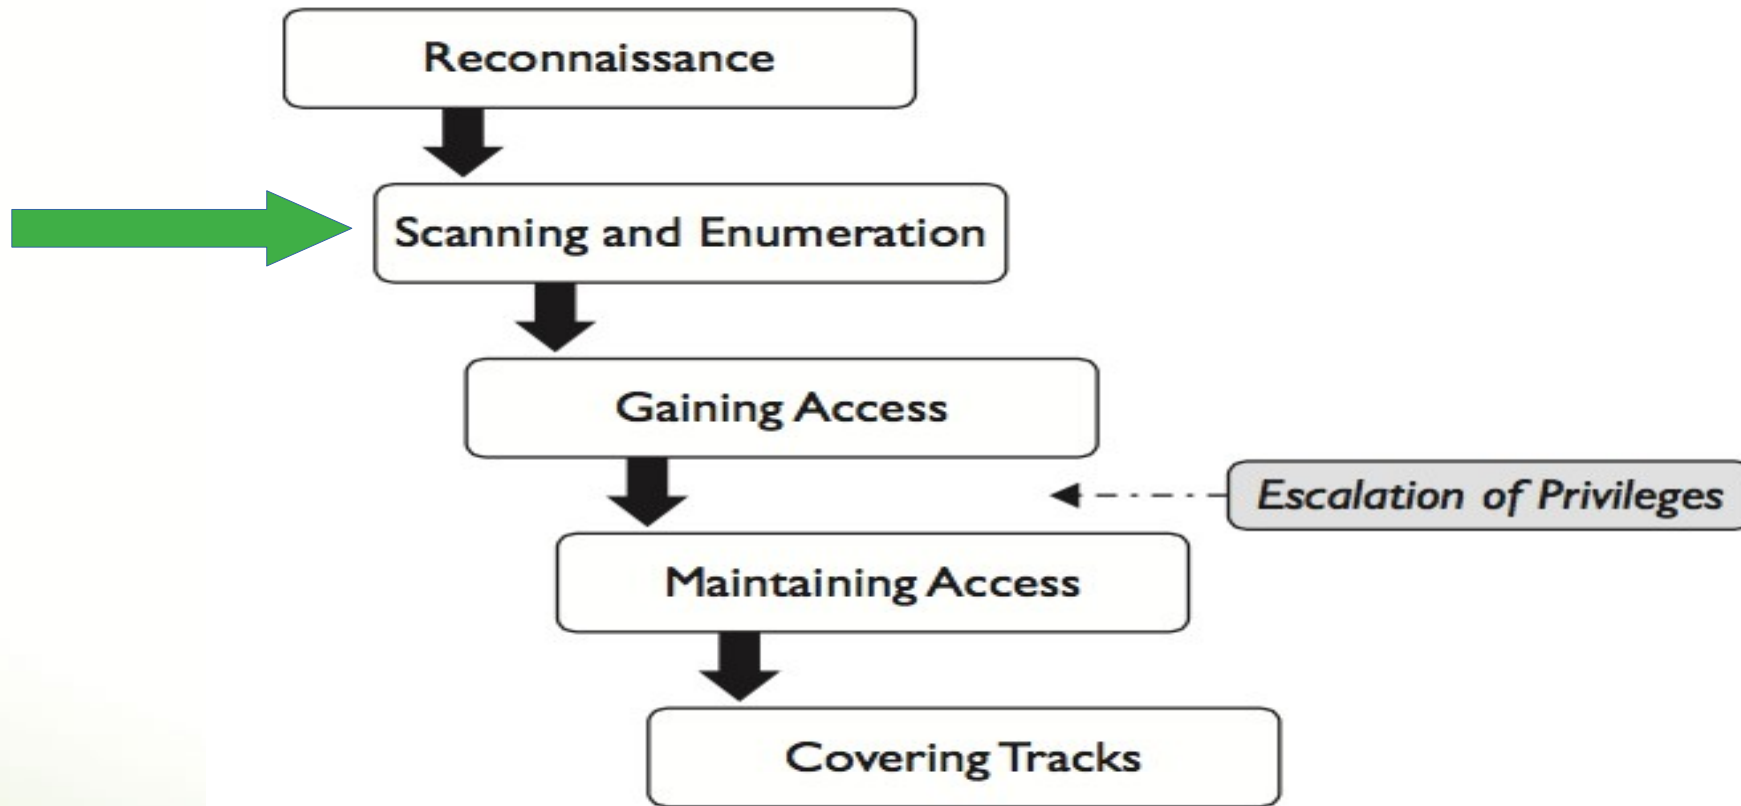 Reconnaissance
Scanning and Enumeration
Gaining Access
Escalation of Privileges
Maintaining Access
Covering Tracks